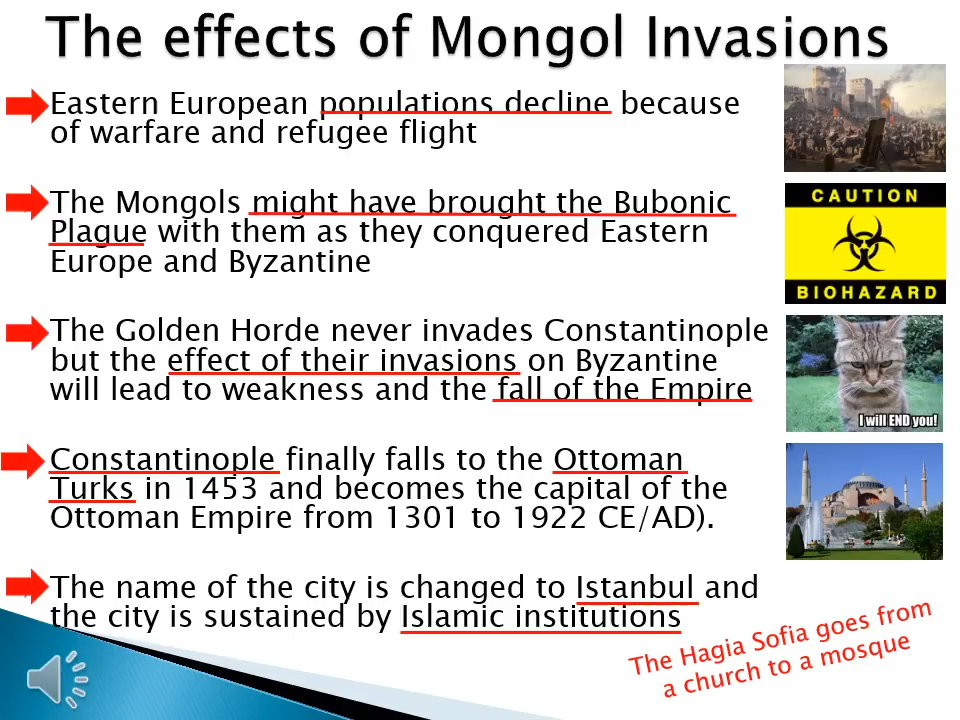 The effects of Mongol Invasions
Eastern European populations decline because
of warfare and refugee flight
The Mongols might have brought the Bubonic
Plague with them as they conquered Eastern
Europe and Byzantine
CAUTION
BIOHAZARD
The Golden Horde never invades Constantinople
but the effect of their invasions on Byzantine
will lead to weakness and the fall of the Empire
I will END you!
Constantinople finally falls to the Ottoman
Turks in 1453 and becomes the capital of the
Ottoman Empire from 1301 to 1922 CE/AD).
The name of the city is changed to Istanbul and
the city is sustained by Islamic institutions
The Hagia Sofia goes from
a church to a mosque